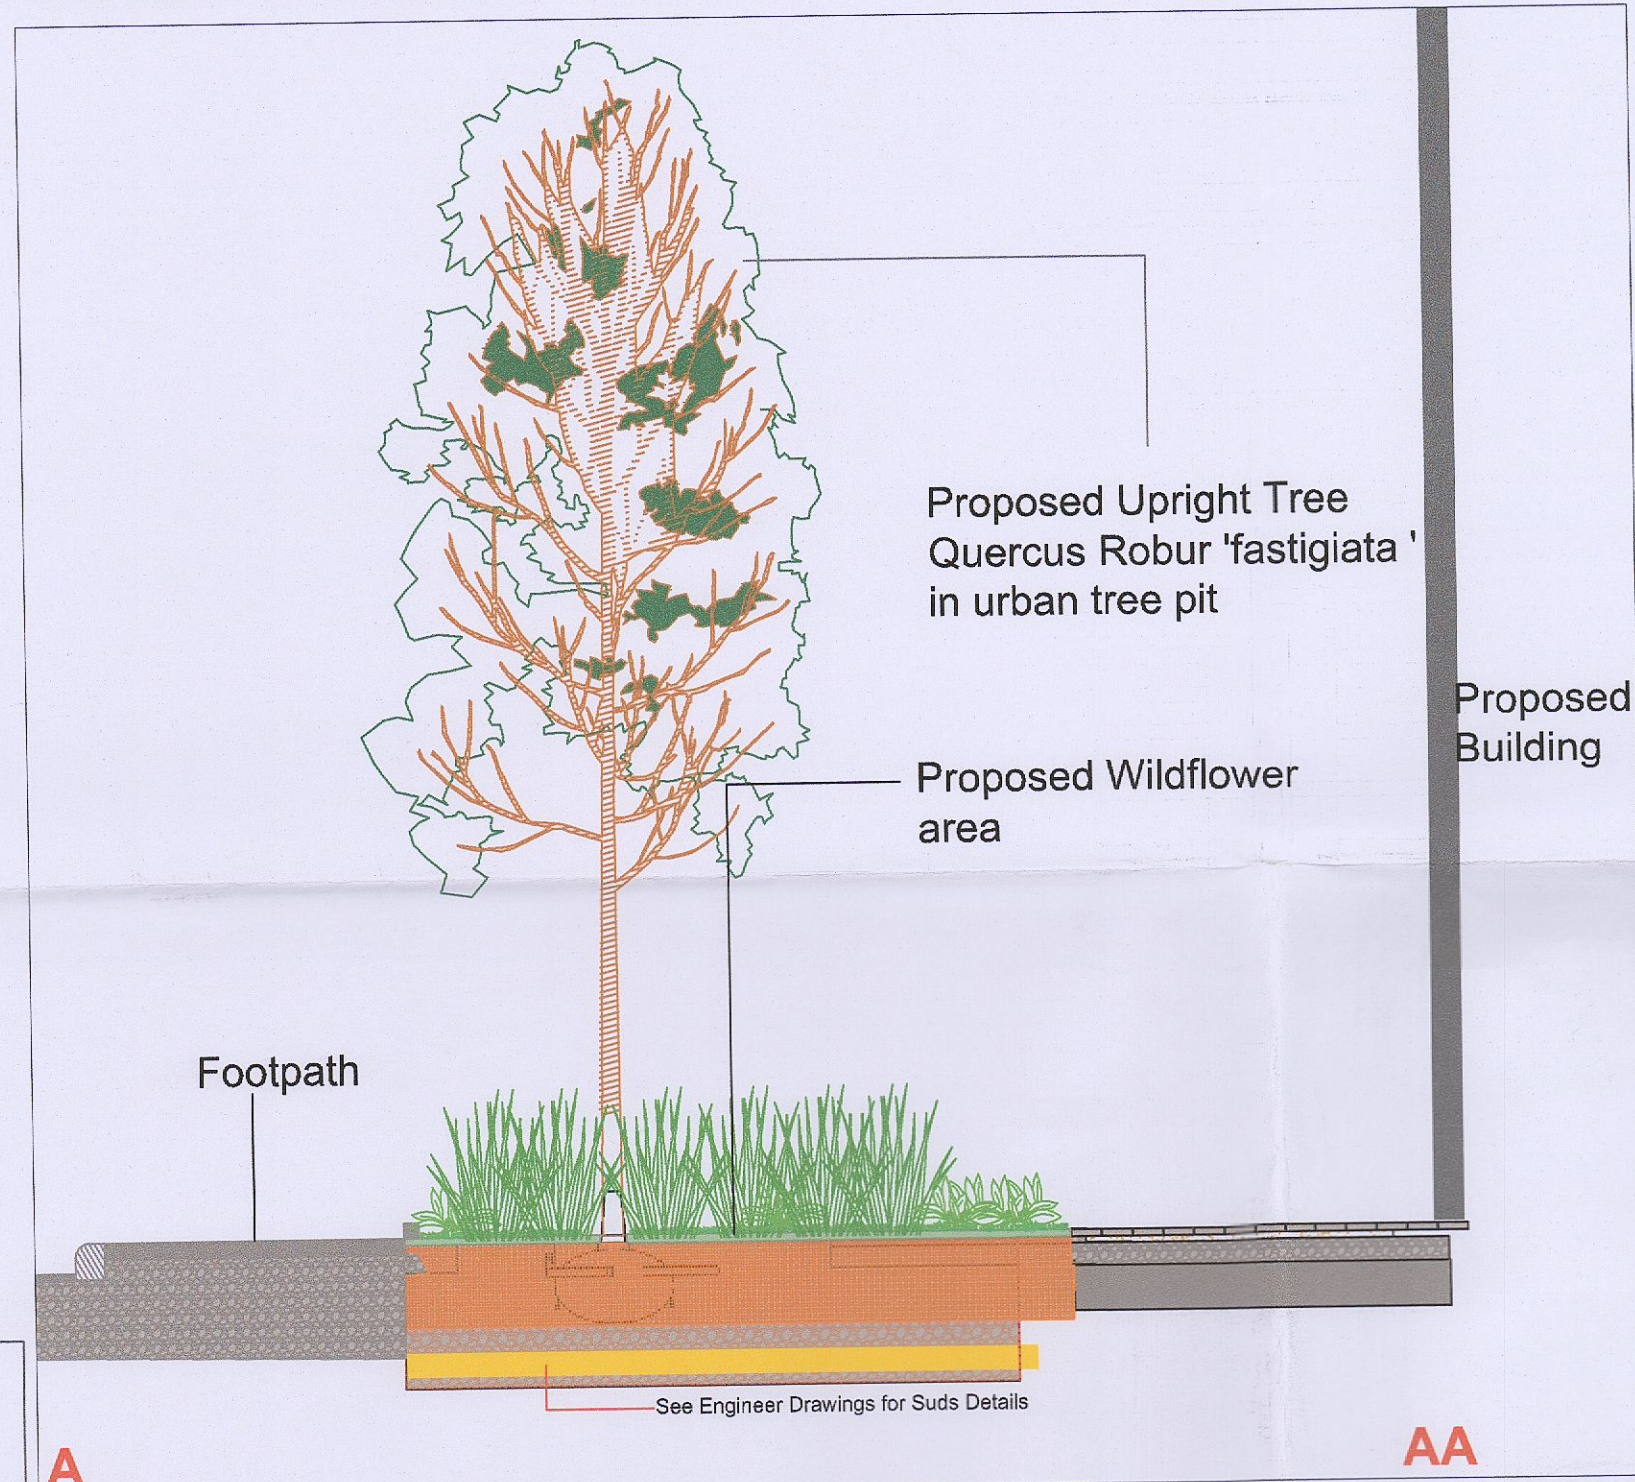 Proposed Upright Tree
Quercus Robur 'fastigiata '
in urban tree pit
Proposed
Building
Proposed Wildflower
area
Footpath
See Engineer Drawings for Suds Details
A
AA